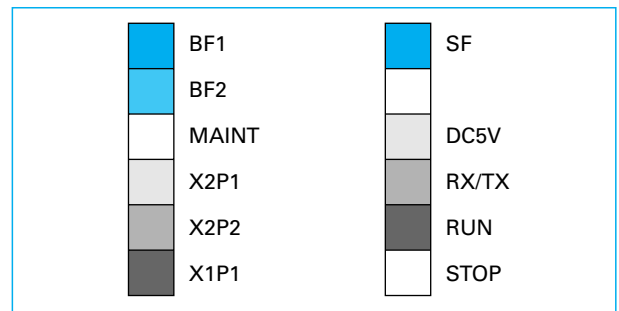 BF1
BF2
MAINT
X2P1
X2P2
X1P1
SF
DC5V
RX/TX
RUN
STOP